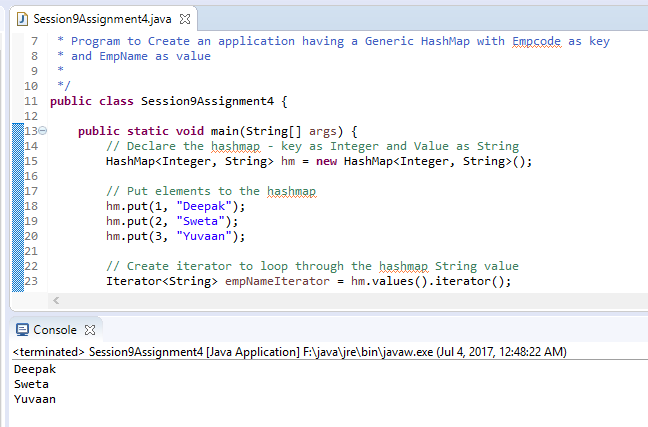 Session9Assignment4.java
7 * Program to Create an application having a Generic HashMap with Empcode as key
8 * and EmpName as value
9 *
10 */
11 public class Session9Assignment4 {
12
13 public static void main(String[] args) {
14 // Declare the hashmap - key as Integer and Value as String
15 HashMap<Integer, String> hm = new HashMap<Integer, String>();
16
17 // Put elements to the hashmap
18 hm.put(1, "Deepak");
19 hm.put(2, "Sweta");
20 hm.put(3, "Yuvaan");
21
22 // Create iterator to loop through the hashmap String value
23 Iterator<String> empNameIterator = hm.values().iterator();
Console
<terminated> Session9Assignment4 [Java Application] F:\java\jre\bin\javaw.exe (Jul 4, 2017, 12:48:22 AM)
Deepak
Sweta
Yuvaan